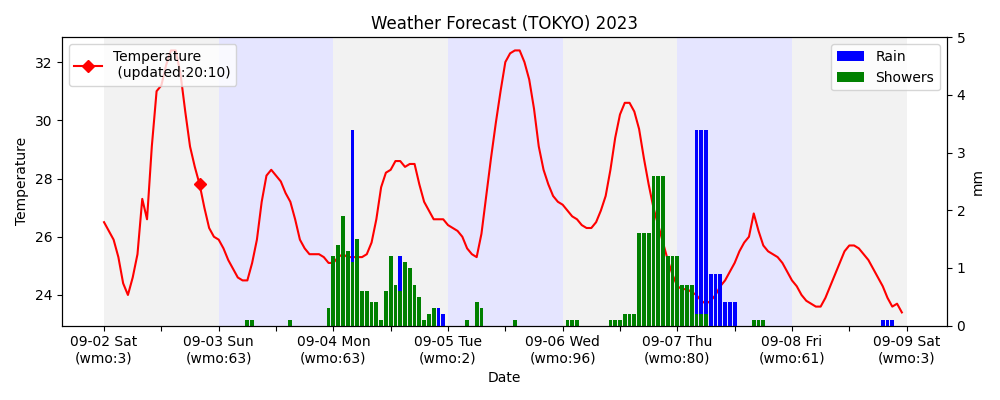 Weather Forecast (TOKYO) 2023
Temperature
(updated:20:10)
Rain
Showers
Temperature
32
30
28
26
24
5
4
3
2
1
0
mm
09-02 Sat
(wmo:3)
09-03 Sun
(wmo:63)
09-04 Mon
(wmo:63)
09-05 Tue
(wmo:2)
09-06 Wed
(wmo:96)
09-07 Thu
(wmo:80)
09-08 Fri
(wmo:61)
09-09 Sat
(wmo:3)
Date